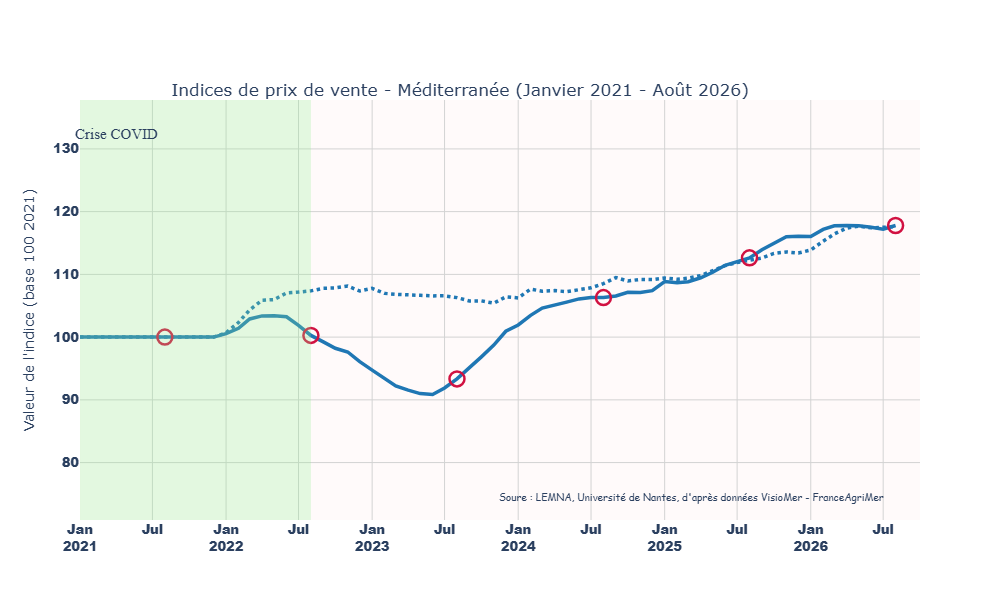 Indices de prix de vente - Méditerranée (Janvier 2021 - Août 2026)
Crise COVID
130
120
110
100
90
80
Valeur de l'indice (base 100 2021)
Soure : LEMNA, Université de Nantes, d'après données VisioMer - FranceAgriMer
Jan Jul Jan Jul Jan Jul Jan Jul Jan Jul Jan Jul
2021 2022 2023 2024 2025 2026